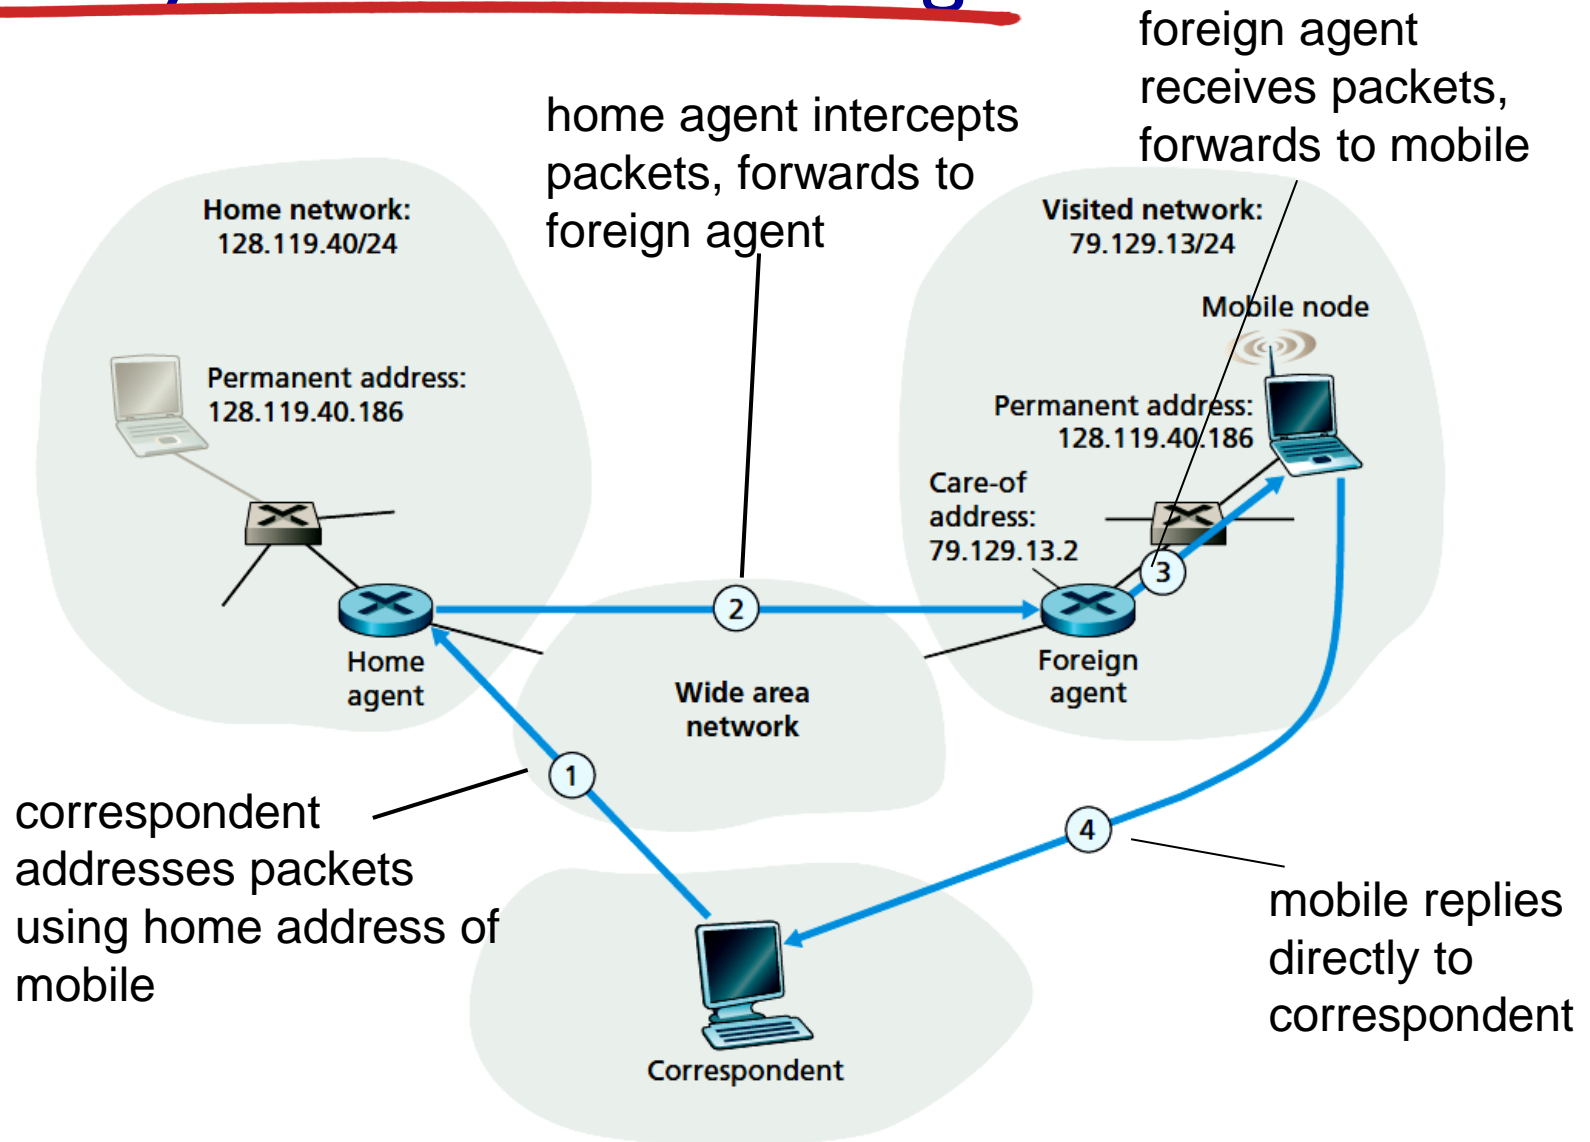 foreign agent
receives packets,
forwards to mobile
home agent intercepts
packets, forwards to
foreign agent
Home network:
128.119.40/24
Visited network:
79.129.13/24
Mobile node
Permanent address:
128.119.40.186
Permanent address:
128.119.40.186
Care-of
address:
79.129.13.2
3
2
Home
agent
Foreign
agent
Wide area
network
1
correspondent
addresses packets
using home address of
mobile
4
mobile replies
directly to
correspondent
Correspondent